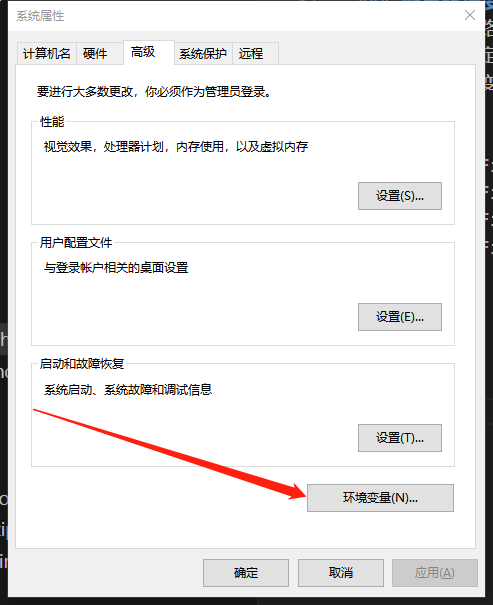 系统属性
计算机名 硬件 高级 系统保护 远程
要进行大多数更改，你必须作为管理员登录。
性能
视觉效果，处理器计划，内存使用，以及虚拟内存
设置(S)...
用户配置文件
与登录帐户相关的桌面设置
设置(E)...
启动和故障恢复
系统启动、系统故障和调试信息
设置(T)...
环境变量(N)...
确定 取消 应用(A)